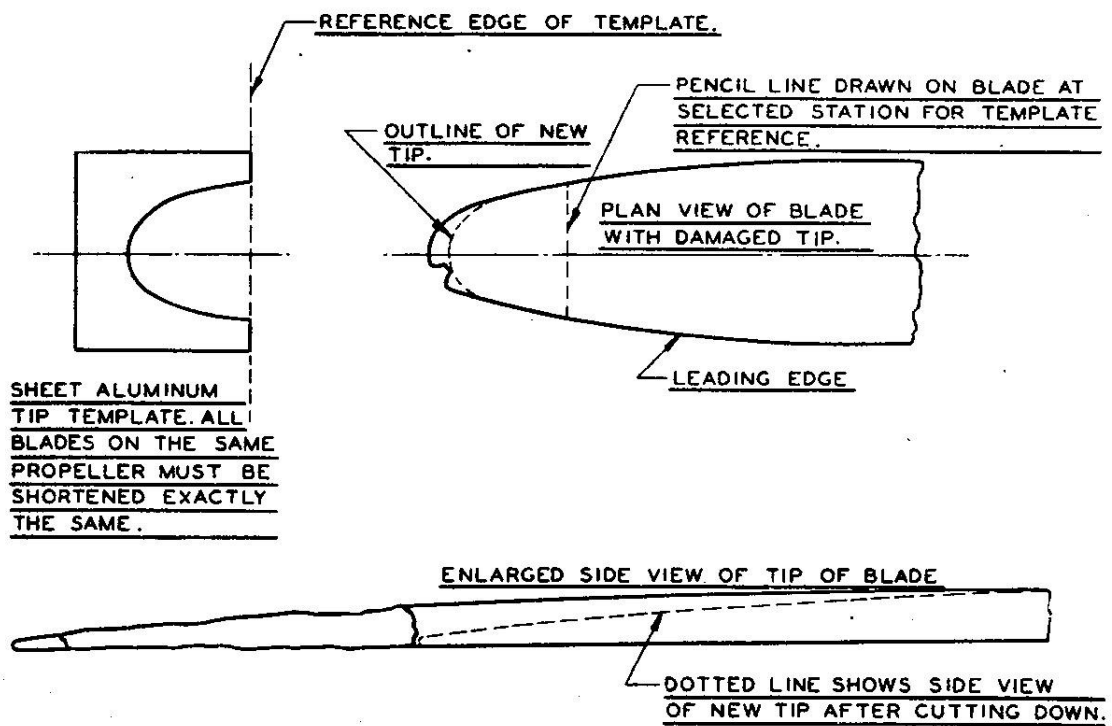 REFERENCE EDGE OF TEMPLATE.
PENCIL LINE DRAWN ON BLADE AT
SELECTED STATION FOR TEMPLATE
REFERENCE.
OUTLINE OF NEW
TIP.
PLAN VIEW OF BLADE
WITH DAMAGED TIP.
LEADING EDGE
SHEET ALUMINUM
TIP TEMPLATE. ALL
BLADES ON THE SAME
PROPELLER MUST BE
SHORTENED EXACTLY
THE SAME.
ENLARGED SIDE VIEW OF TIP OF BLADE
DOTTED LINE SHOWS SIDE VIEW
OF NEW TIP AFTER CUTTING DOWN.